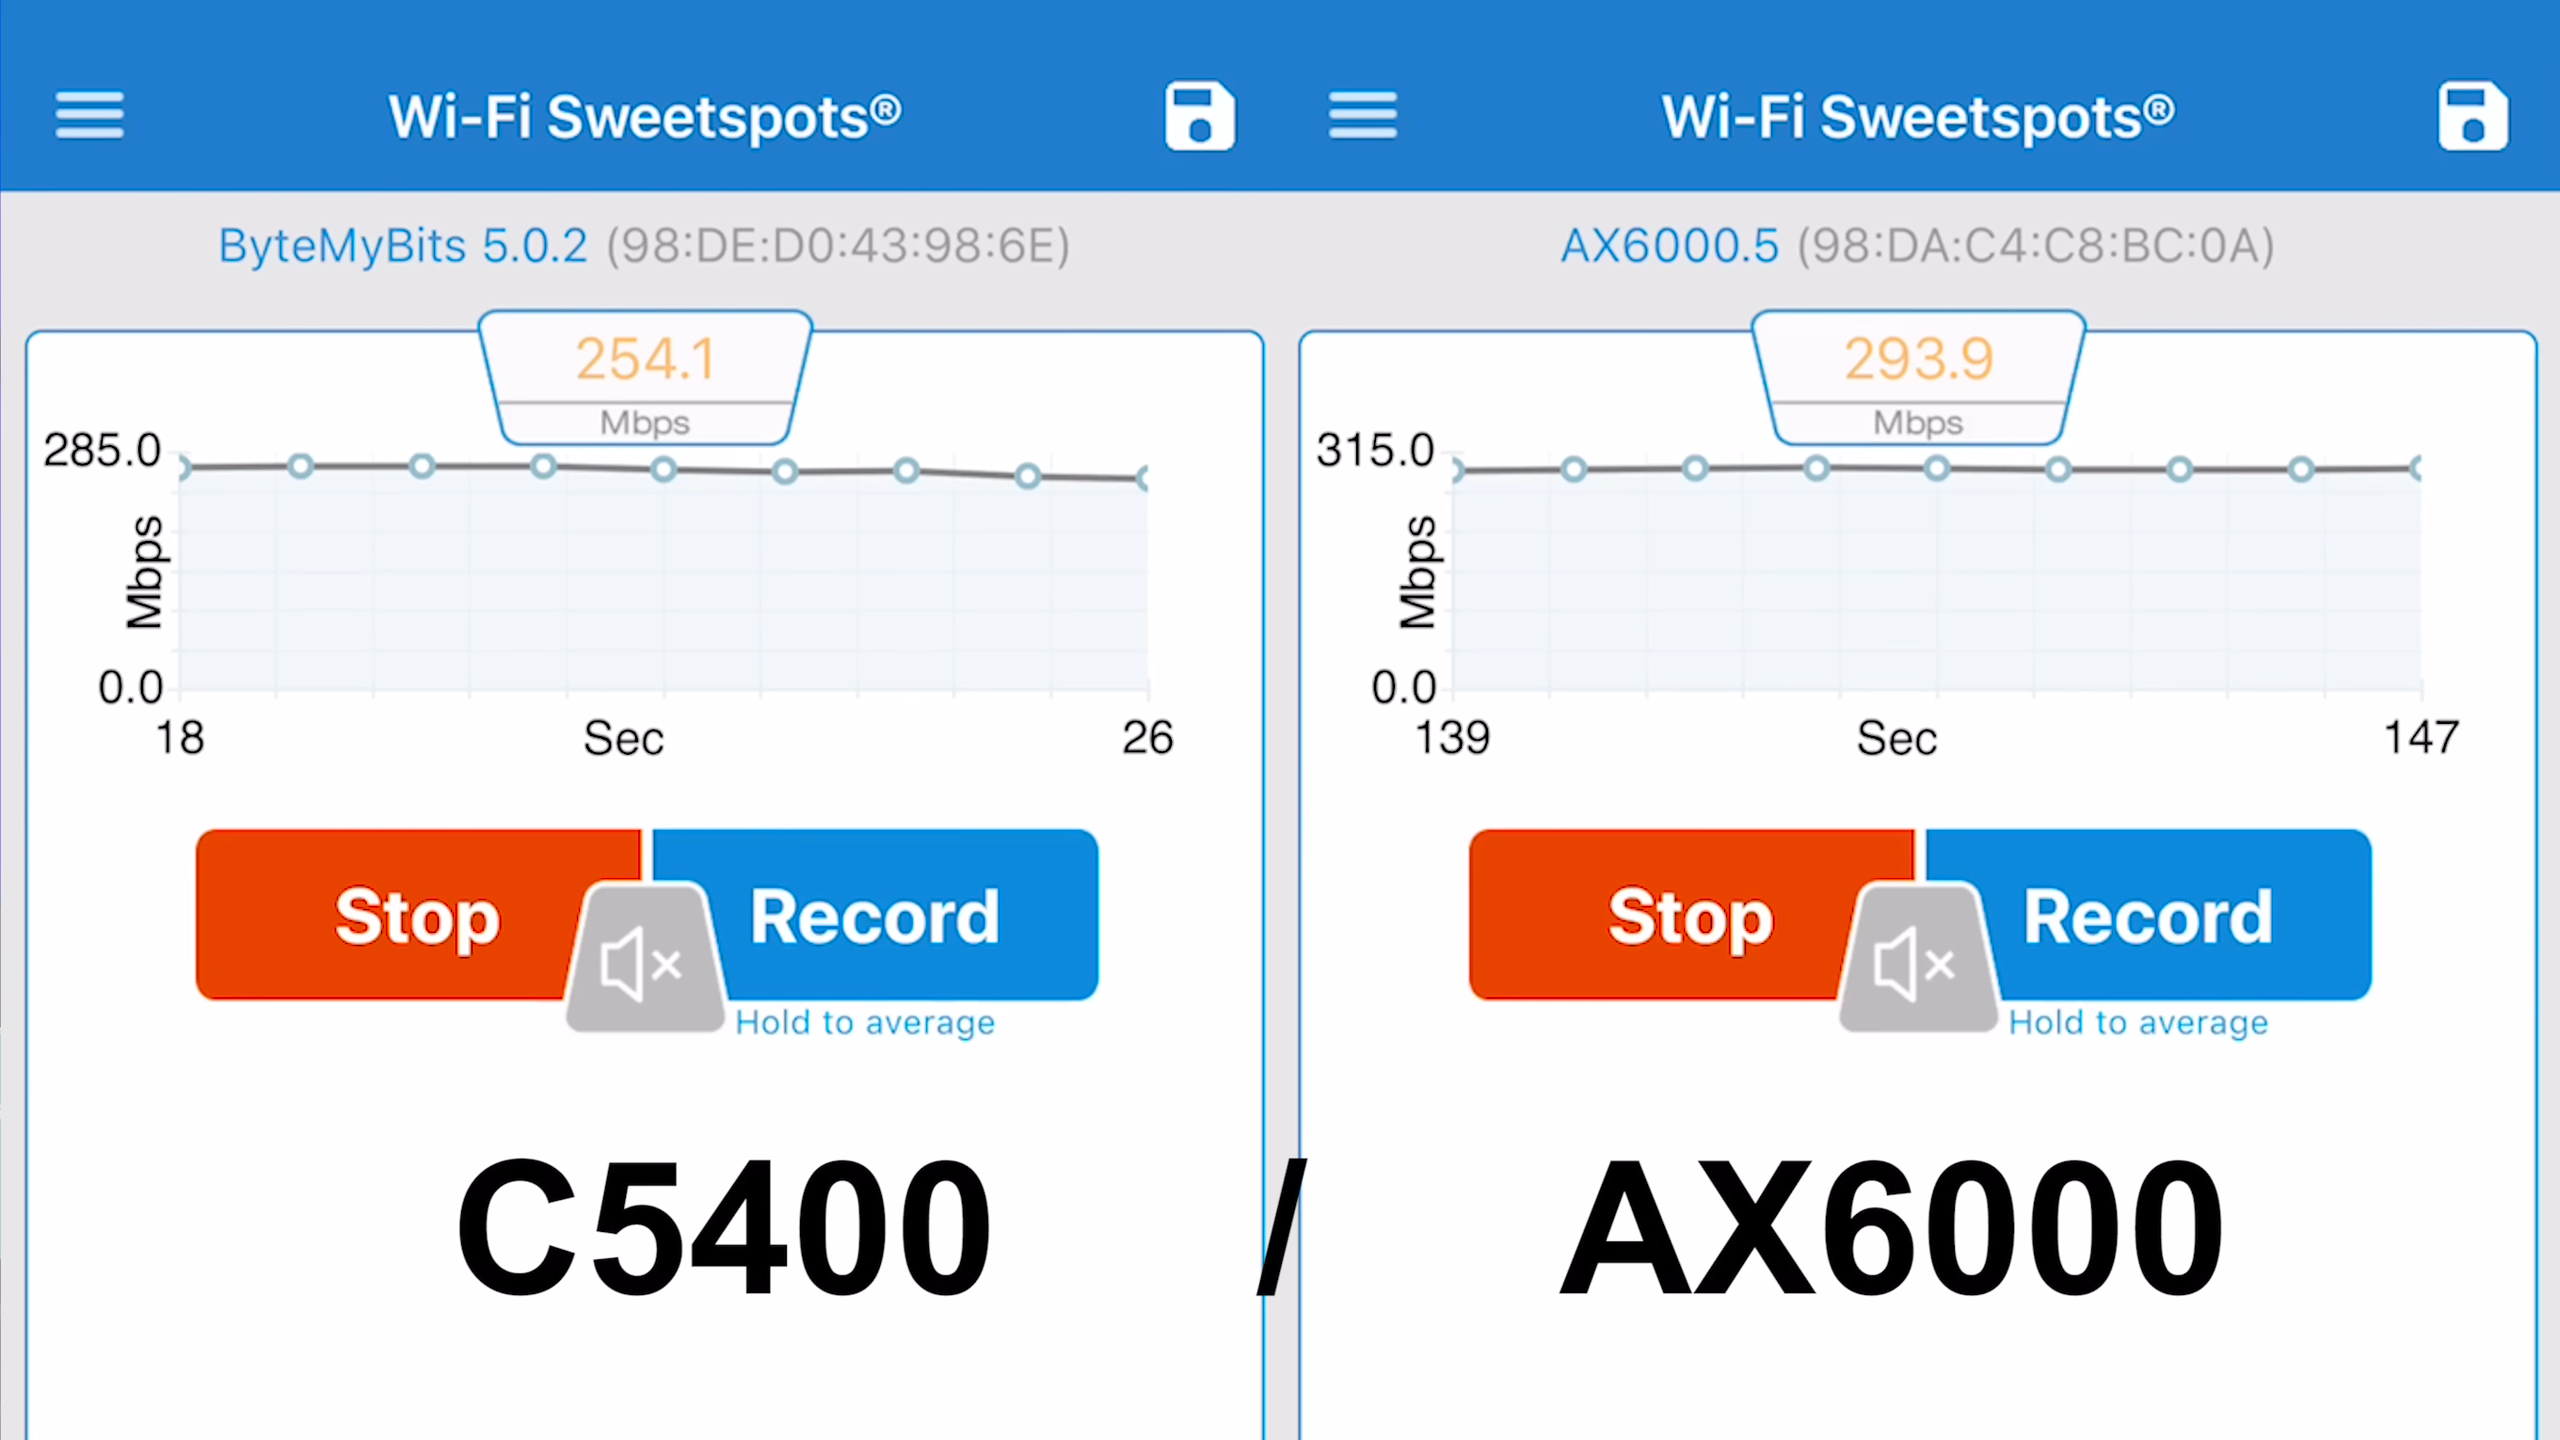 Wi-Fi Sweetspots®
ByteMyBits 5.0.2 (98:DE:D0:43:98:6E)
254.1
Mbps
285.0
Mbps
0.0
18 Sec 26
Stop Record
Hold to average
C5400
/
Wi-Fi Sweetspots®
AX6000.5 (98:DA:C4:C8:BC:0A)
293.9
Mbps
315.0
Mbps
0.0
139 Sec 147
Stop Record
Hold to average
AX6000